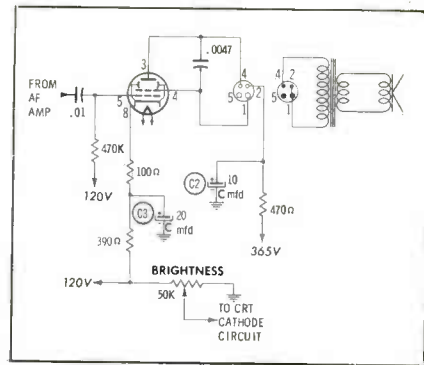 3
.0047
4
5
2
1
4
2
5
1
FROM
AF
AMP
.01
5
8
4
470K
120V
100Ω
C3
20
C mfd
C2
10
C mfd
470Ω
365V
390Ω
120V
BRIGHTNESS
50K
TO CRT
CATHODE
CIRCUIT